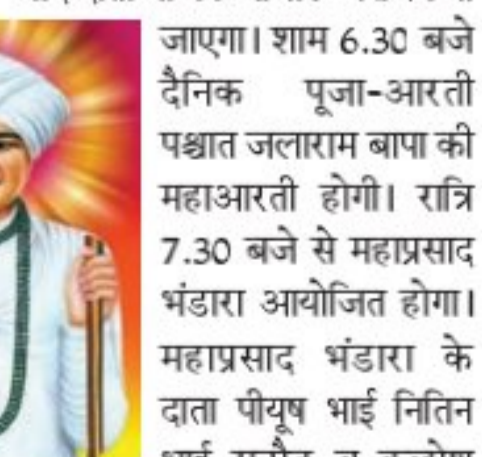 जाएगा। शाम 6.30 बजे
दैनिक पूजा-आरती
पश्चात जलाराम बापा की
महाआरती होगी। रात्रि
7.30 बजे से महाप्रसाद
भंडारा आयोजित होगा।
महाप्रसाद भंडारा के
दाता पीयूष भाई नितिन